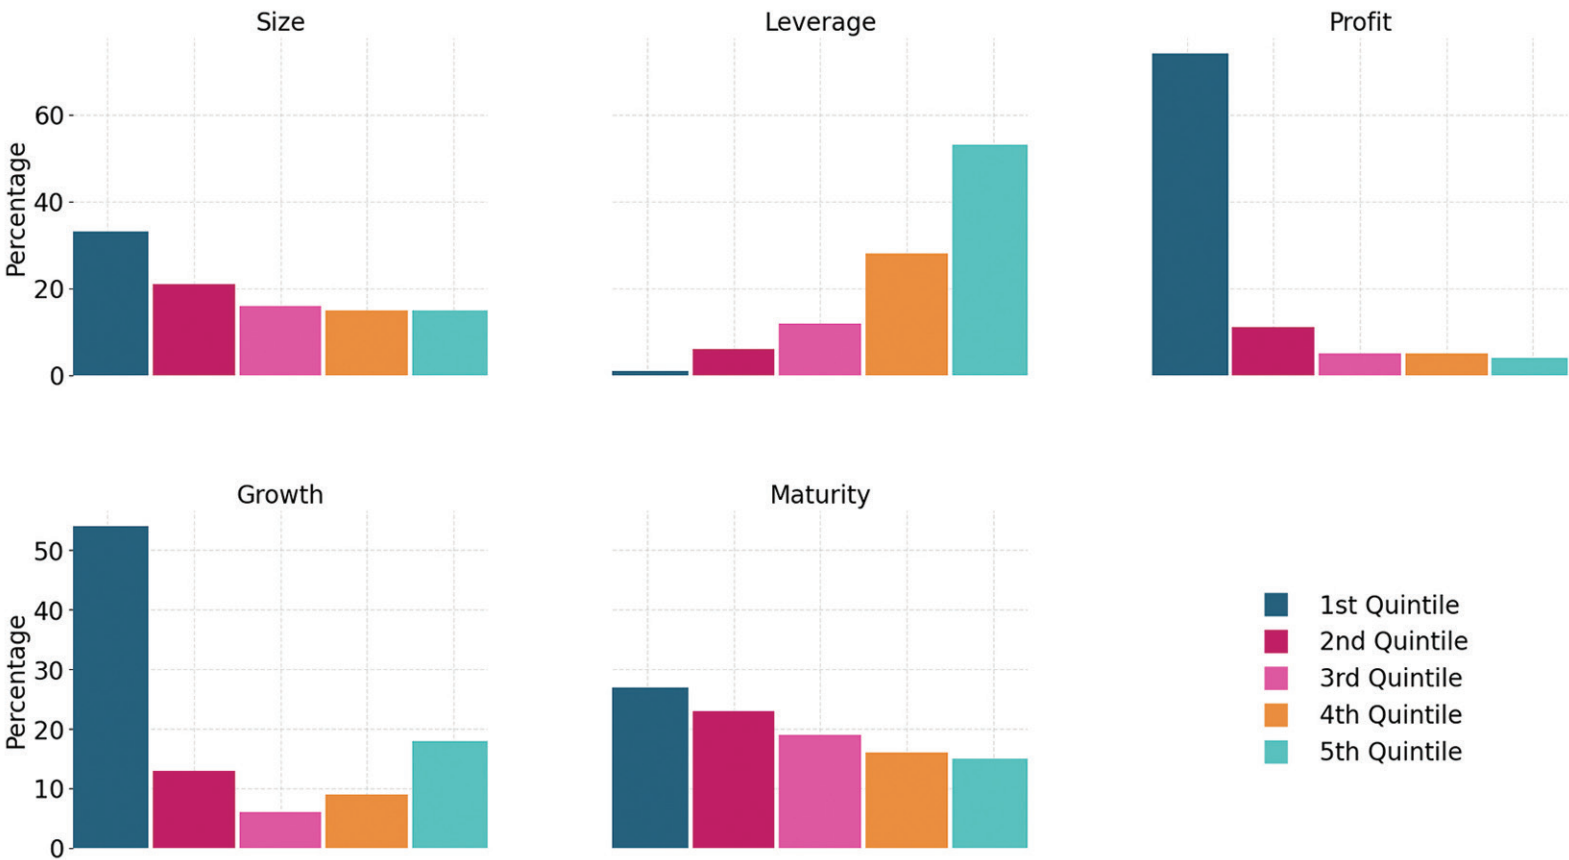 Size
Leverage
Profit
Percentage
60
40
20
0
Growth
Maturity
Percentage
50
40
30
20
10
0
1st Quintile
2nd Quintile
3rd Quintile
4th Quintile
5th Quintile